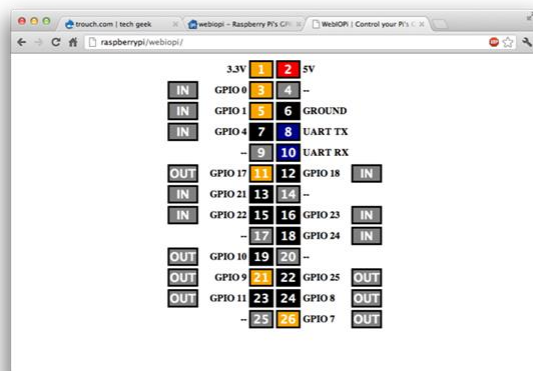 trouch.com | tech geek
webiopi - Raspberry Pi's GPI
WebIOPi | Control your Pi's
raspberrypi/webiopi/
3.3V 1 2 5V
IN GPIO 0 3 4 --
IN GPIO 1 5 6 GROUND
IN GPIO 4 7 8 UART TX
-- 9 10 UART RX
OUT GPIO 17 11 12 GPIO 18 IN
IN GPIO 21 13 14 --
IN GPIO 22 15 16 GPIO 23 IN
-- 17 18 GPIO 24 IN
OUT GPIO 10 19 20 --
OUT GPIO 9 21 22 GPIO 25 OUT
OUT GPIO 11 23 24 GPIO 8 OUT
-- 25 26 GPIO 7 OUT